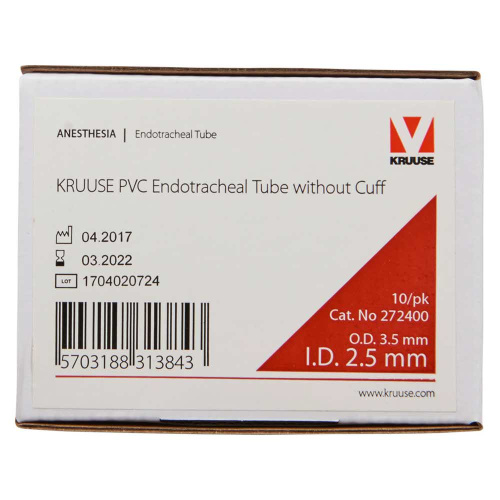 ANESTHESIA | Endotracheal Tube
KRUUSE
KRUUSE PVC Endotracheal Tube without Cuff
04.2017
03.2022
LOT 1704020724
5703188 313843
10/pk
Cat. No 272400
O.D. 3.5 mm
I.D. 2.5 mm
www.kruuse.com